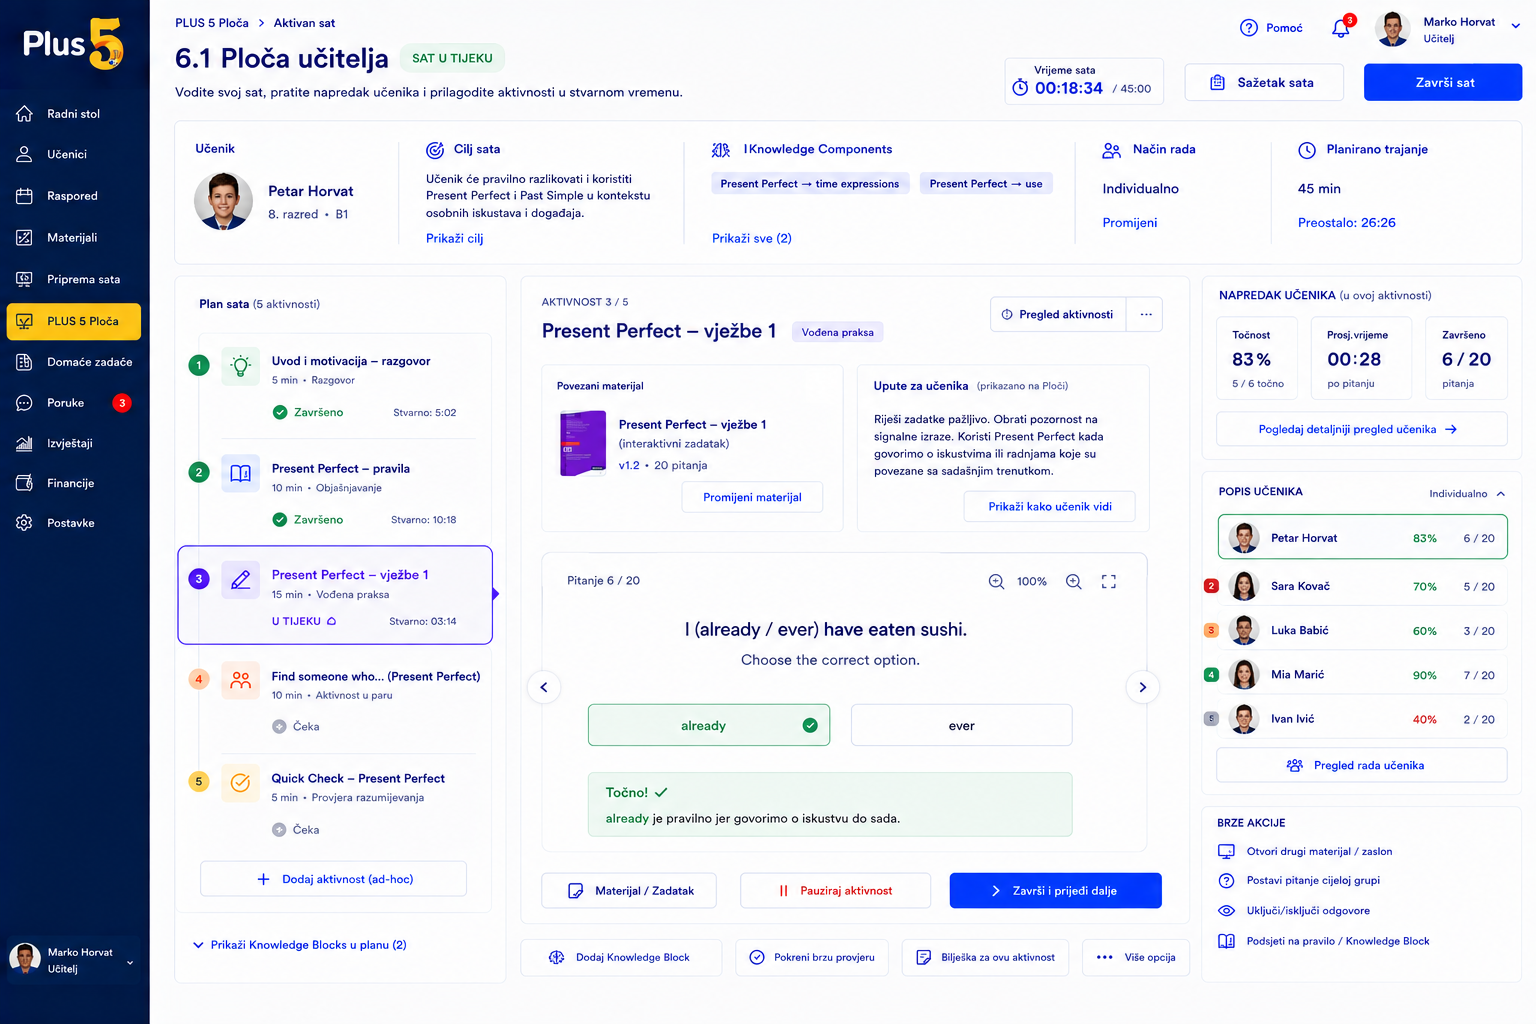 Plus 5
Radni stol
Učenici
Raspored
Materijali
Priprema sata
PLUS 5 Ploča
Domaće zadaće
Poruke 3
Izvještaji
Financije
Postavke
Marko Horvat
Učitelj
PLUS 5 Ploča > Aktivan sat
6.1 Ploča učitelja SAT U TIJEKU
Vodite svoj sat, pratite napredak učenika i prilagodite aktivnosti u stvarnom vremenu.
Pomoć
3
Marko Horvat
Učitelj
Vrijeme sata
00:18:34 / 45:00
Sažetak sata
Završi sat
Učenik
Petar Horvat
8. razred • B1
Cilj sata
Učenik će pravilno razlikovati i koristiti
Present Perfect i Past Simple u kontekstu
osobnih iskustava i događaja.
Prikaži cilj
IKnowledge Components
Present Perfect → time expressions
Present Perfect → use
Prikaži sve (2)
Način rada
Individualno
Promijeni
Planirano trajanje
45 min
Preostalo: 26:26
Plan sata (5 aktivnosti)
1
Uvod i motivacija – razgovor
5 min • Razgovor
Završeno Stvarno: 5:02
2
Present Perfect – pravila
10 min • Objašnjavanje
Završeno Stvarno: 10:18
3
Present Perfect – vježbe 1
15 min • Vođena praksa
U TIJEKU Stvarno: 03:14
4
Find someone who... (Present Perfect)
10 min • Aktivnost u paru
Čeka
5
Quick Check – Present Perfect
5 min • Provjera razumijevanja
Čeka
+ Dodaj aktivnost (ad-hoc)
Prikaži Knowledge Blocks u planu (2)
AKTIVNOST 3 / 5
Present Perfect – vježbe 1 Vođena praksa
Pregled aktivnosti ...
Povezani materijal
Present Perfect – vježbe 1
(interaktivni zadatak)
v1.2 • 20 pitanja
Promijeni materijal
Upute za učenika (prikazano na Ploči)
Riješi zadatke pažljivo. Obrati pozornost na
signalne izraze. Koristi Present Perfect kada
govorimo o iskustvima ili radnjama koje su
povezane sa sadašnjim trenutkom.
Prikaži kako učenik vidi
Pitanje 6 / 20
100%
I (already / ever) have eaten sushi.
Choose the correct option.
already
ever
Točno! ✓
already je pravilno jer govorimo o iskustvu do sada.
Materijal / Zadatak
Pauziraj aktivnost
Završi i prijeđi dalje
Dodaj Knowledge Block
Pokreni brzu provjeru
Bilješka za ovu aktivnost
Više opcija
NAPREDAK UČENIKA (u ovoj aktivnosti)
Točnost
83 %
5 / 6 točno
Prosj.vrijeme
00:28
po pitanju
Završeno
6 / 20
pitanja
Pogledaj detaljniji pregled učenika →
POPIS UČENIKA Individualno
Petar Horvat 83% 6 / 20
2 Sara Kovač 70% 5 / 20
3 Luka Babić 60% 3 / 20
4 Mia Marić 90% 7 / 20
5 Ivan Ivić 40% 2 / 20
Pregled rada učenika
BRZE AKCIJE
Otvori drugi materijal / zaslon
Postavi pitanje cijeloj grupi
Uključi/isključi odgovore
Podsjeti na pravilo / Knowledge Block